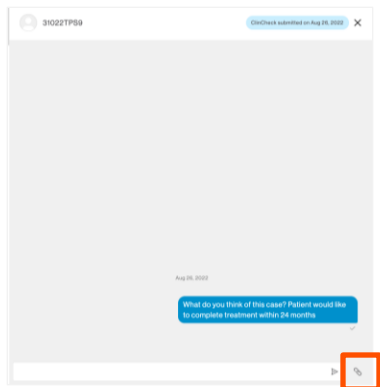 31022TPS9
ClinCheck submitted on Aug 26, 2022
Aug 26, 2022
What do you think of this case? Patient would like
to complete treatment within 24 months